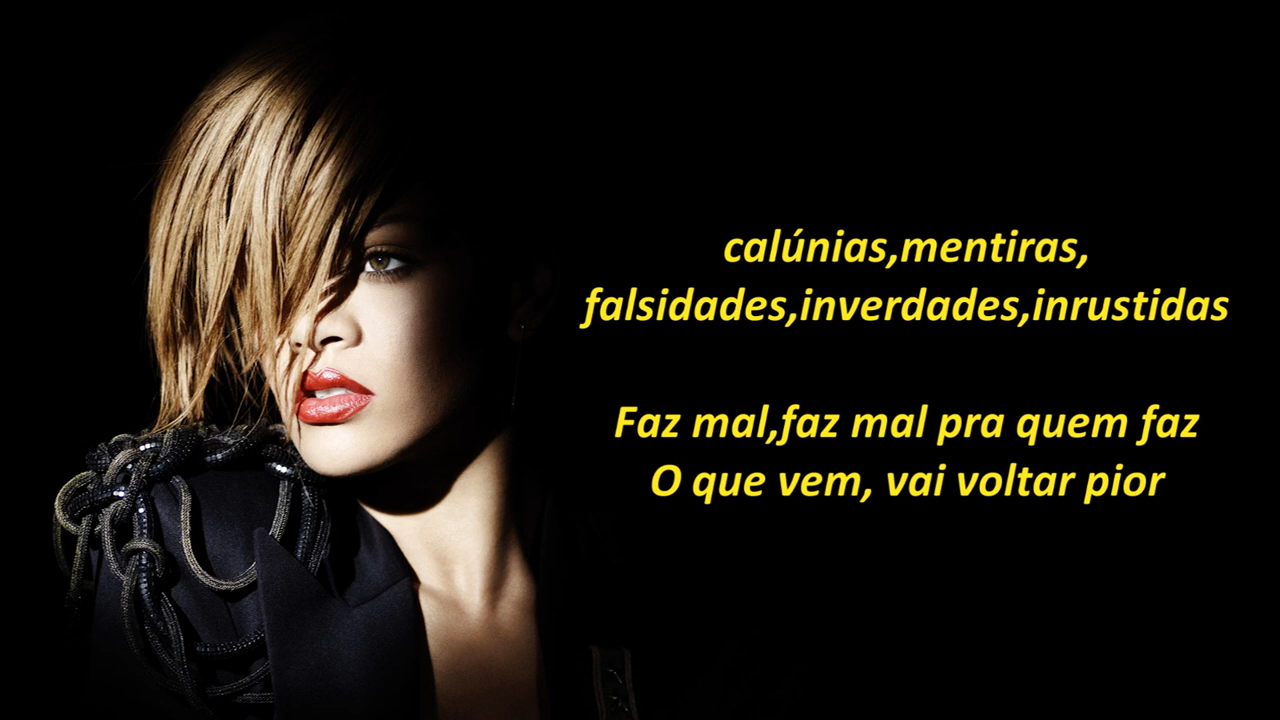 calúnias,mentiras,
falsidades,inverdades,inrustidas
Faz mal,faz mal pra quem faz
O que vem, vai voltar pior